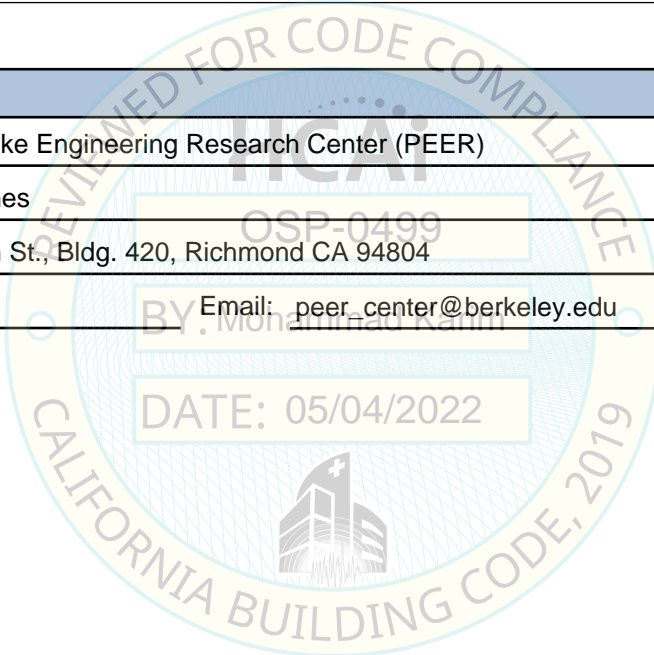 REVIEWED FOR CODE COMPLIANCE
HCAi
ke Engineering Research Center (PEER)
nes
OSP-0499
St., Bldg. 420, Richmond CA 94804
Email: peer_center@berkeley.edu
BY: Mohammad Karim
DATE: 05/04/2022
CALIFORNIA BUILDING CODE, 2019